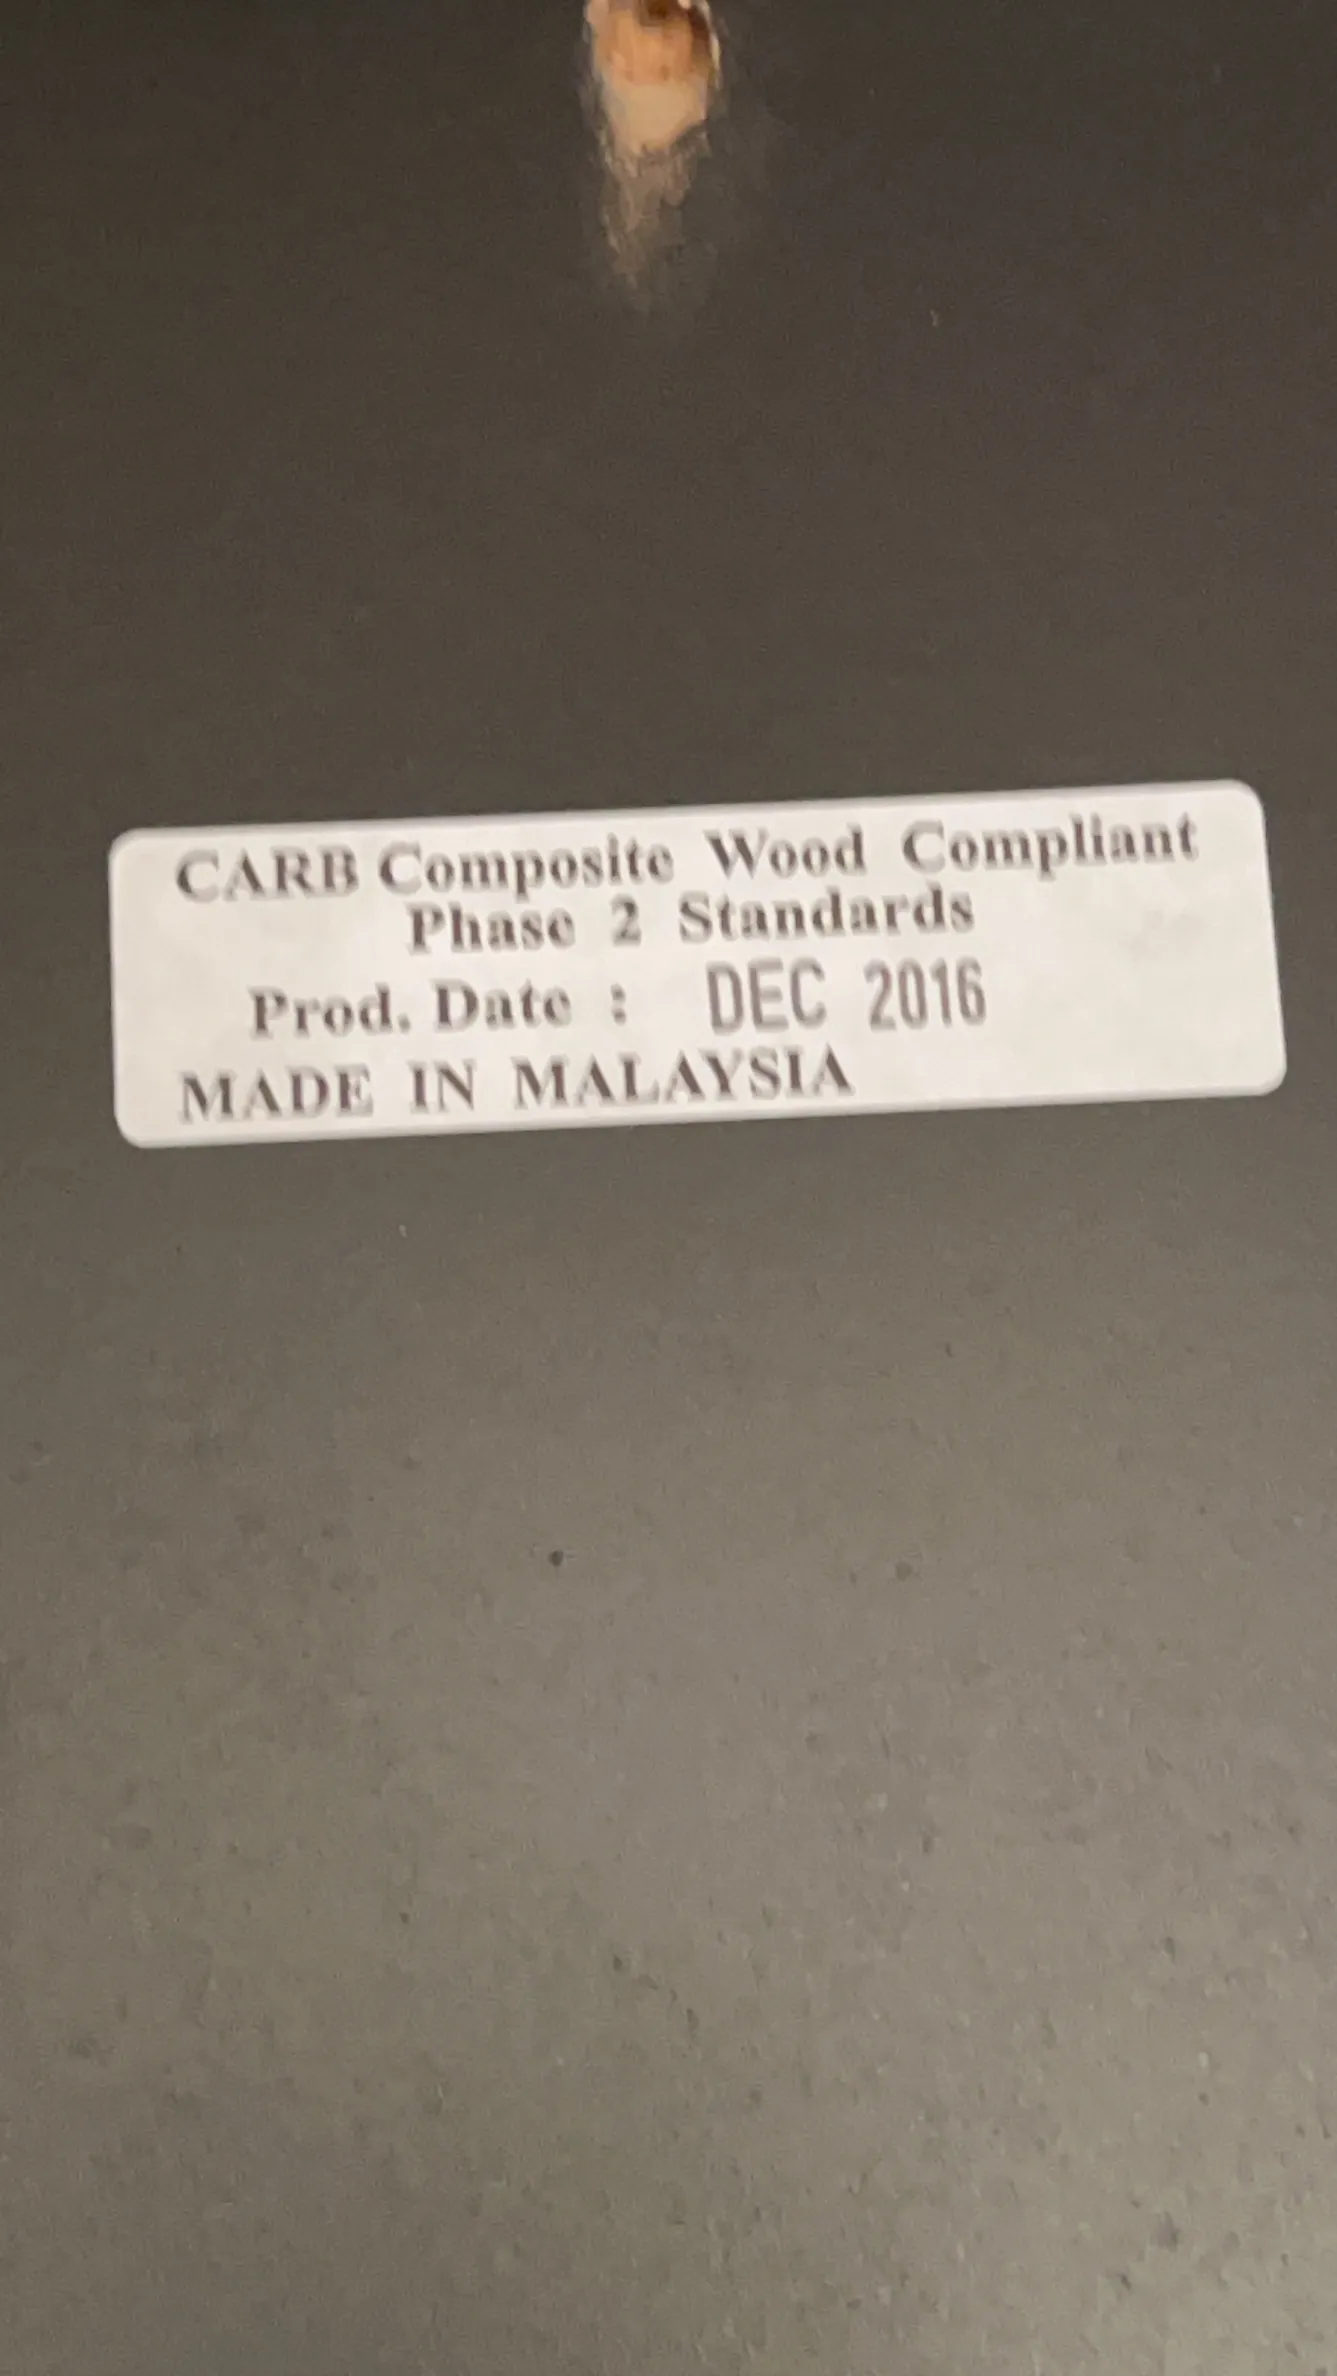 CARB Composite Wood Compliant
Phase 2 Standards
Prod. Date : DEC 2016
MADE IN MALAYSIA